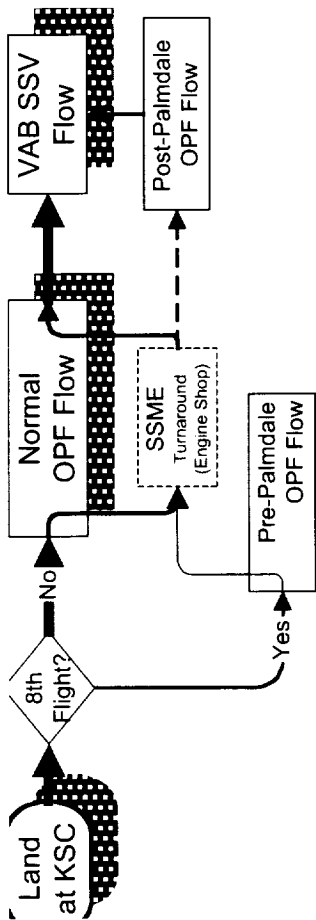 Land
at KSC
8th
Flight?
No
Yes
Normal
OPF Flow
SSME
Turnaround
(Engine Shop)
Pre-Palmdale
OPF Flow
VAB SSV
Flow
Post-Palmdale
OPF Flow